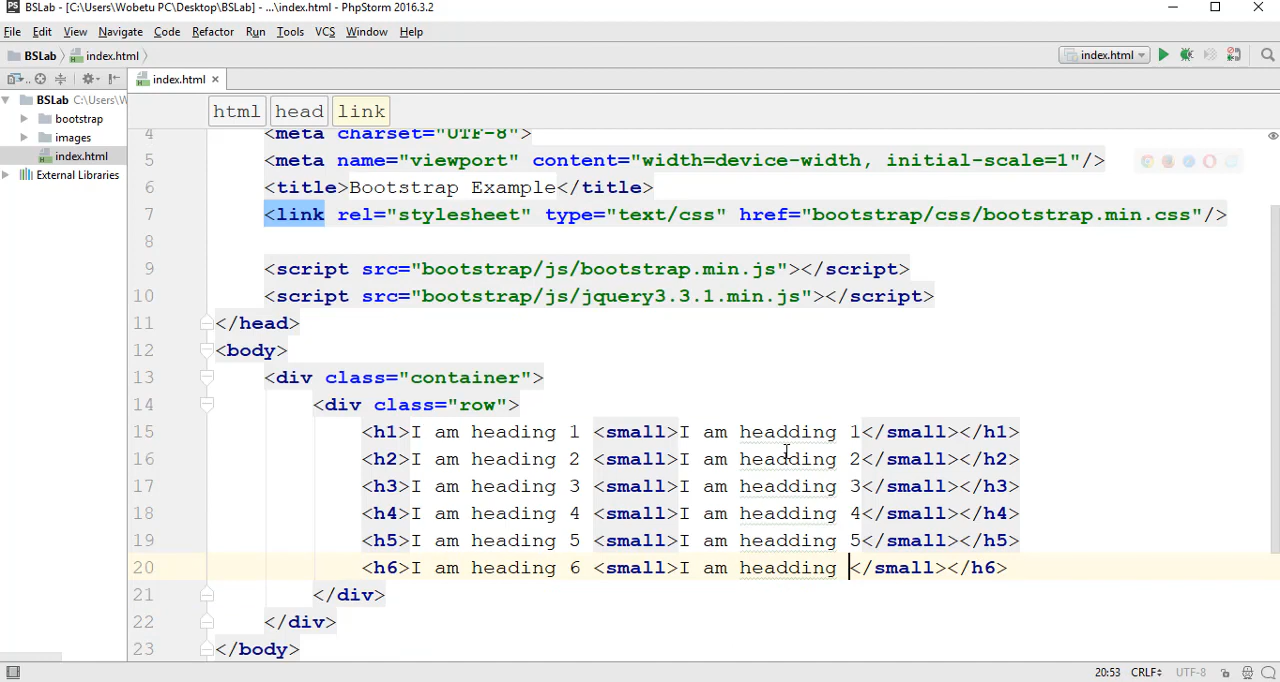 BSLab - [C:\Users\Wobetu PC\Desktop\BSLab] - ...\index.html - PhpStorm 2016.3.2
File Edit View Navigate Code Refactor Run Tools VCS Window Help
BSLab index.html index.html
index.html
BSLab C:\Users\W
bootstrap
images
index.html
External Libraries
html head link
4 <meta charset="UTF-8">
5 <meta name="viewport" content="width=device-width, initial-scale=1"/>
6 <title>Bootstrap Example</title>
7 <link rel="stylesheet" type="text/css" href="bootstrap/css/bootstrap.min.css"/>
8
9 <script src="bootstrap/js/bootstrap.min.js"></script>
10 <script src="bootstrap/js/jquery3.3.1.min.js"></script>
11 </head>
12 <body>
13 <div class="container">
14 <div class="row">
15 <h1>I am heading 1 <small>I am headding 1</small></h1>
16 <h2>I am heading 2 <small>I am headding 2</small></h2>
17 <h3>I am heading 3 <small>I am headding 3</small></h3>
18 <h4>I am heading 4 <small>I am headding 4</small></h4>
19 <h5>I am heading 5 <small>I am headding 5</small></h5>
20 <h6>I am heading 6 <small>I am headding </small></h6>
21 </div>
22 </div>
23 </body>
20:53 CRLF UTF-8